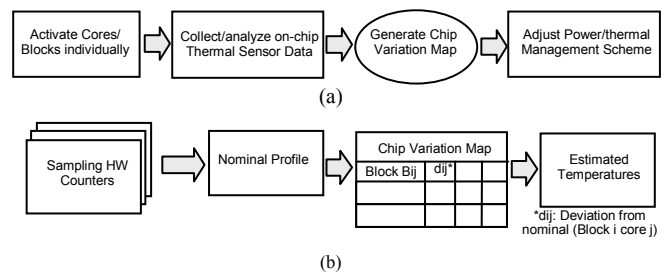 Activate Cores/
Blocks individually
Collect/analyze on-chip
Thermal Sensor Data
Generate Chip
Variation Map
Adjust Power/thermal
Management Scheme
(a)
Sampling HW
Counters
Nominal Profile
Chip Variation Map
Block Bij dij*
Estimated
Temperatures
*dij: Deviation from
nominal (Block i core j)
(b)